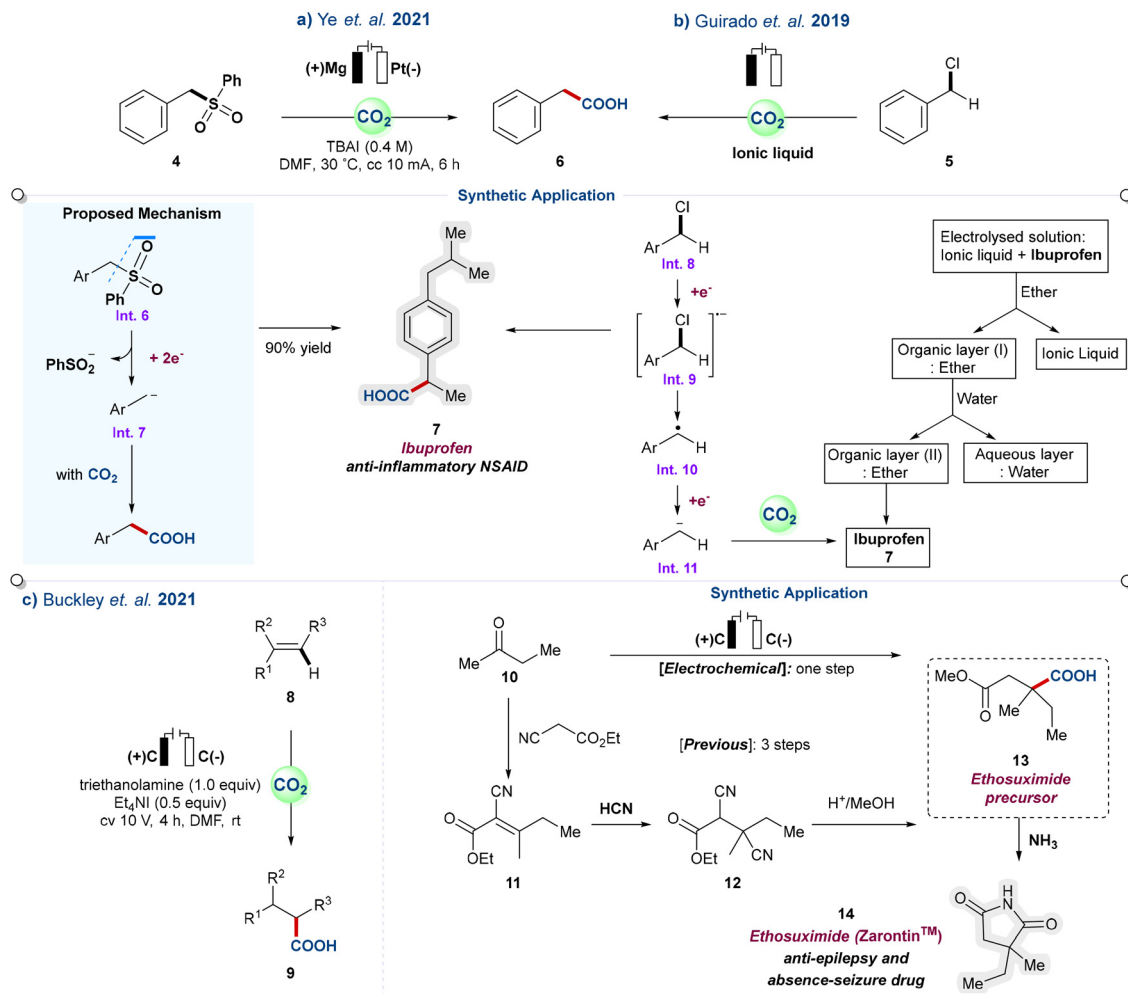 a) Ye et. al. 2021
b) Guirado et. al. 2019
(+)Mg
Pt(-)
Ph
S
O
O
4
CO2
TBAI (0.4 M)
DMF, 30 ˚C, cc 10 mA, 6 h
COOH
6
CO2
Ionic liquid
Cl
H
5
Synthetic Application
Proposed Mechanism
O
Ar
S
O
Ph
Int. 6
PhSO2-
+ 2e-
Ar
-
Int. 7
with CO2
Ar
COOH
90% yield
Me
Me
HOOC
Me
7
Ibuprofen
anti-inflammatory NSAID
Cl
Ar
H
Int. 8
+e-
Cl
•-
Ar
H
Int. 9
•
Ar
H
Int. 10
+e-
-
Ar
H
Int. 11
CO2
Electrolysed solution:
Ionic liquid + Ibuprofen
Ether
Organic layer (I)
: Ether
Ionic Liquid
Water
Organic layer (II)
: Ether
Aqueous layer
: Water
Ibuprofen
7
c) Buckley et. al. 2021
R2
R3
R1
H
8
(+)C
C(-)
CO2
triethanolamine (1.0 equiv)
Et4NI (0.5 equiv)
cv 10 V, 4 h, DMF, rt
R2
R1
R3
COOH
9
Synthetic Application
O
Me
Me
10
(+)C
C(-)
[Electrochemical]: one step
NC
CO2Et
[Previous]: 3 steps
CN
O
Me
OEt
11
HCN
CN
O
Me
OEt
CN
12
H+/MeOH
MeO
COOH
O
Me
Me
13
Ethosuximide
precursor
NH3
H
N
O
O
Me
Me
14
Ethosuximide (Zarontin™)
anti-epilepsy and
absence-seizure drug